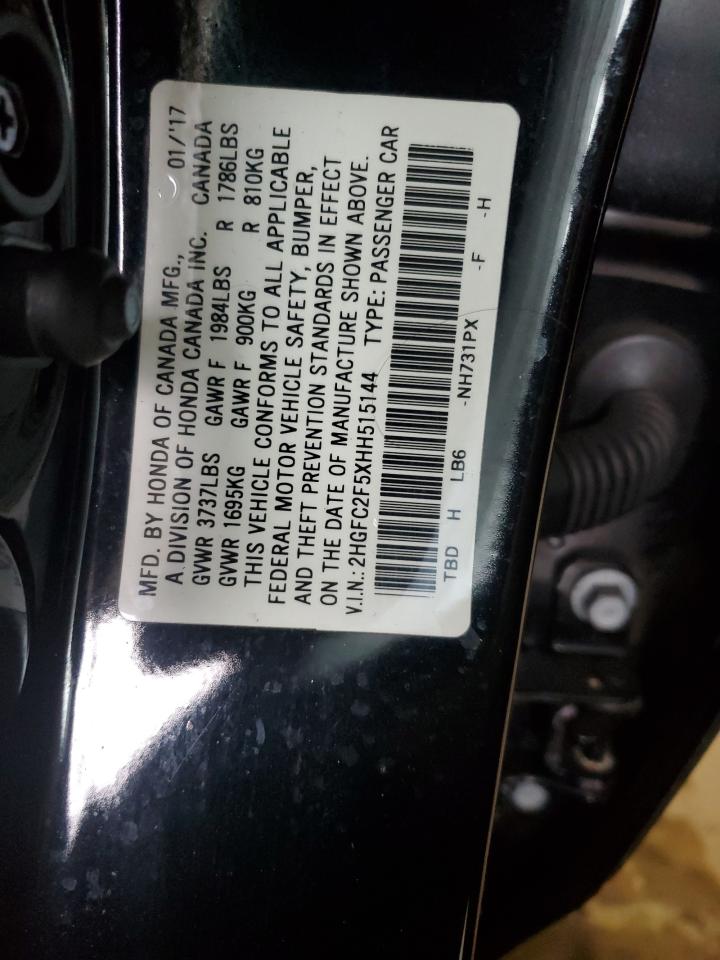 MFD. BY HONDA OF CANADA MFG., 01/'17
A DIVISION OF HONDA CANADA INC. CANADA
GVWR 3737LBS GAWR F 1984LBS R 1786LBS
GVWR 1695KG GAWR F 900KG R 810KG
THIS VEHICLE CONFORMS TO ALL APPLICABLE
FEDERAL MOTOR VEHICLE SAFETY, BUMPER,
AND THEFT PREVENTION STANDARDS IN EFFECT
ON THE DATE OF MANUFACTURE SHOWN ABOVE.
V.I.N.: 2HGFC2F5XHH515144 TYPE: PASSENGER CAR
TBD H LB6 -NH731PX -F -H